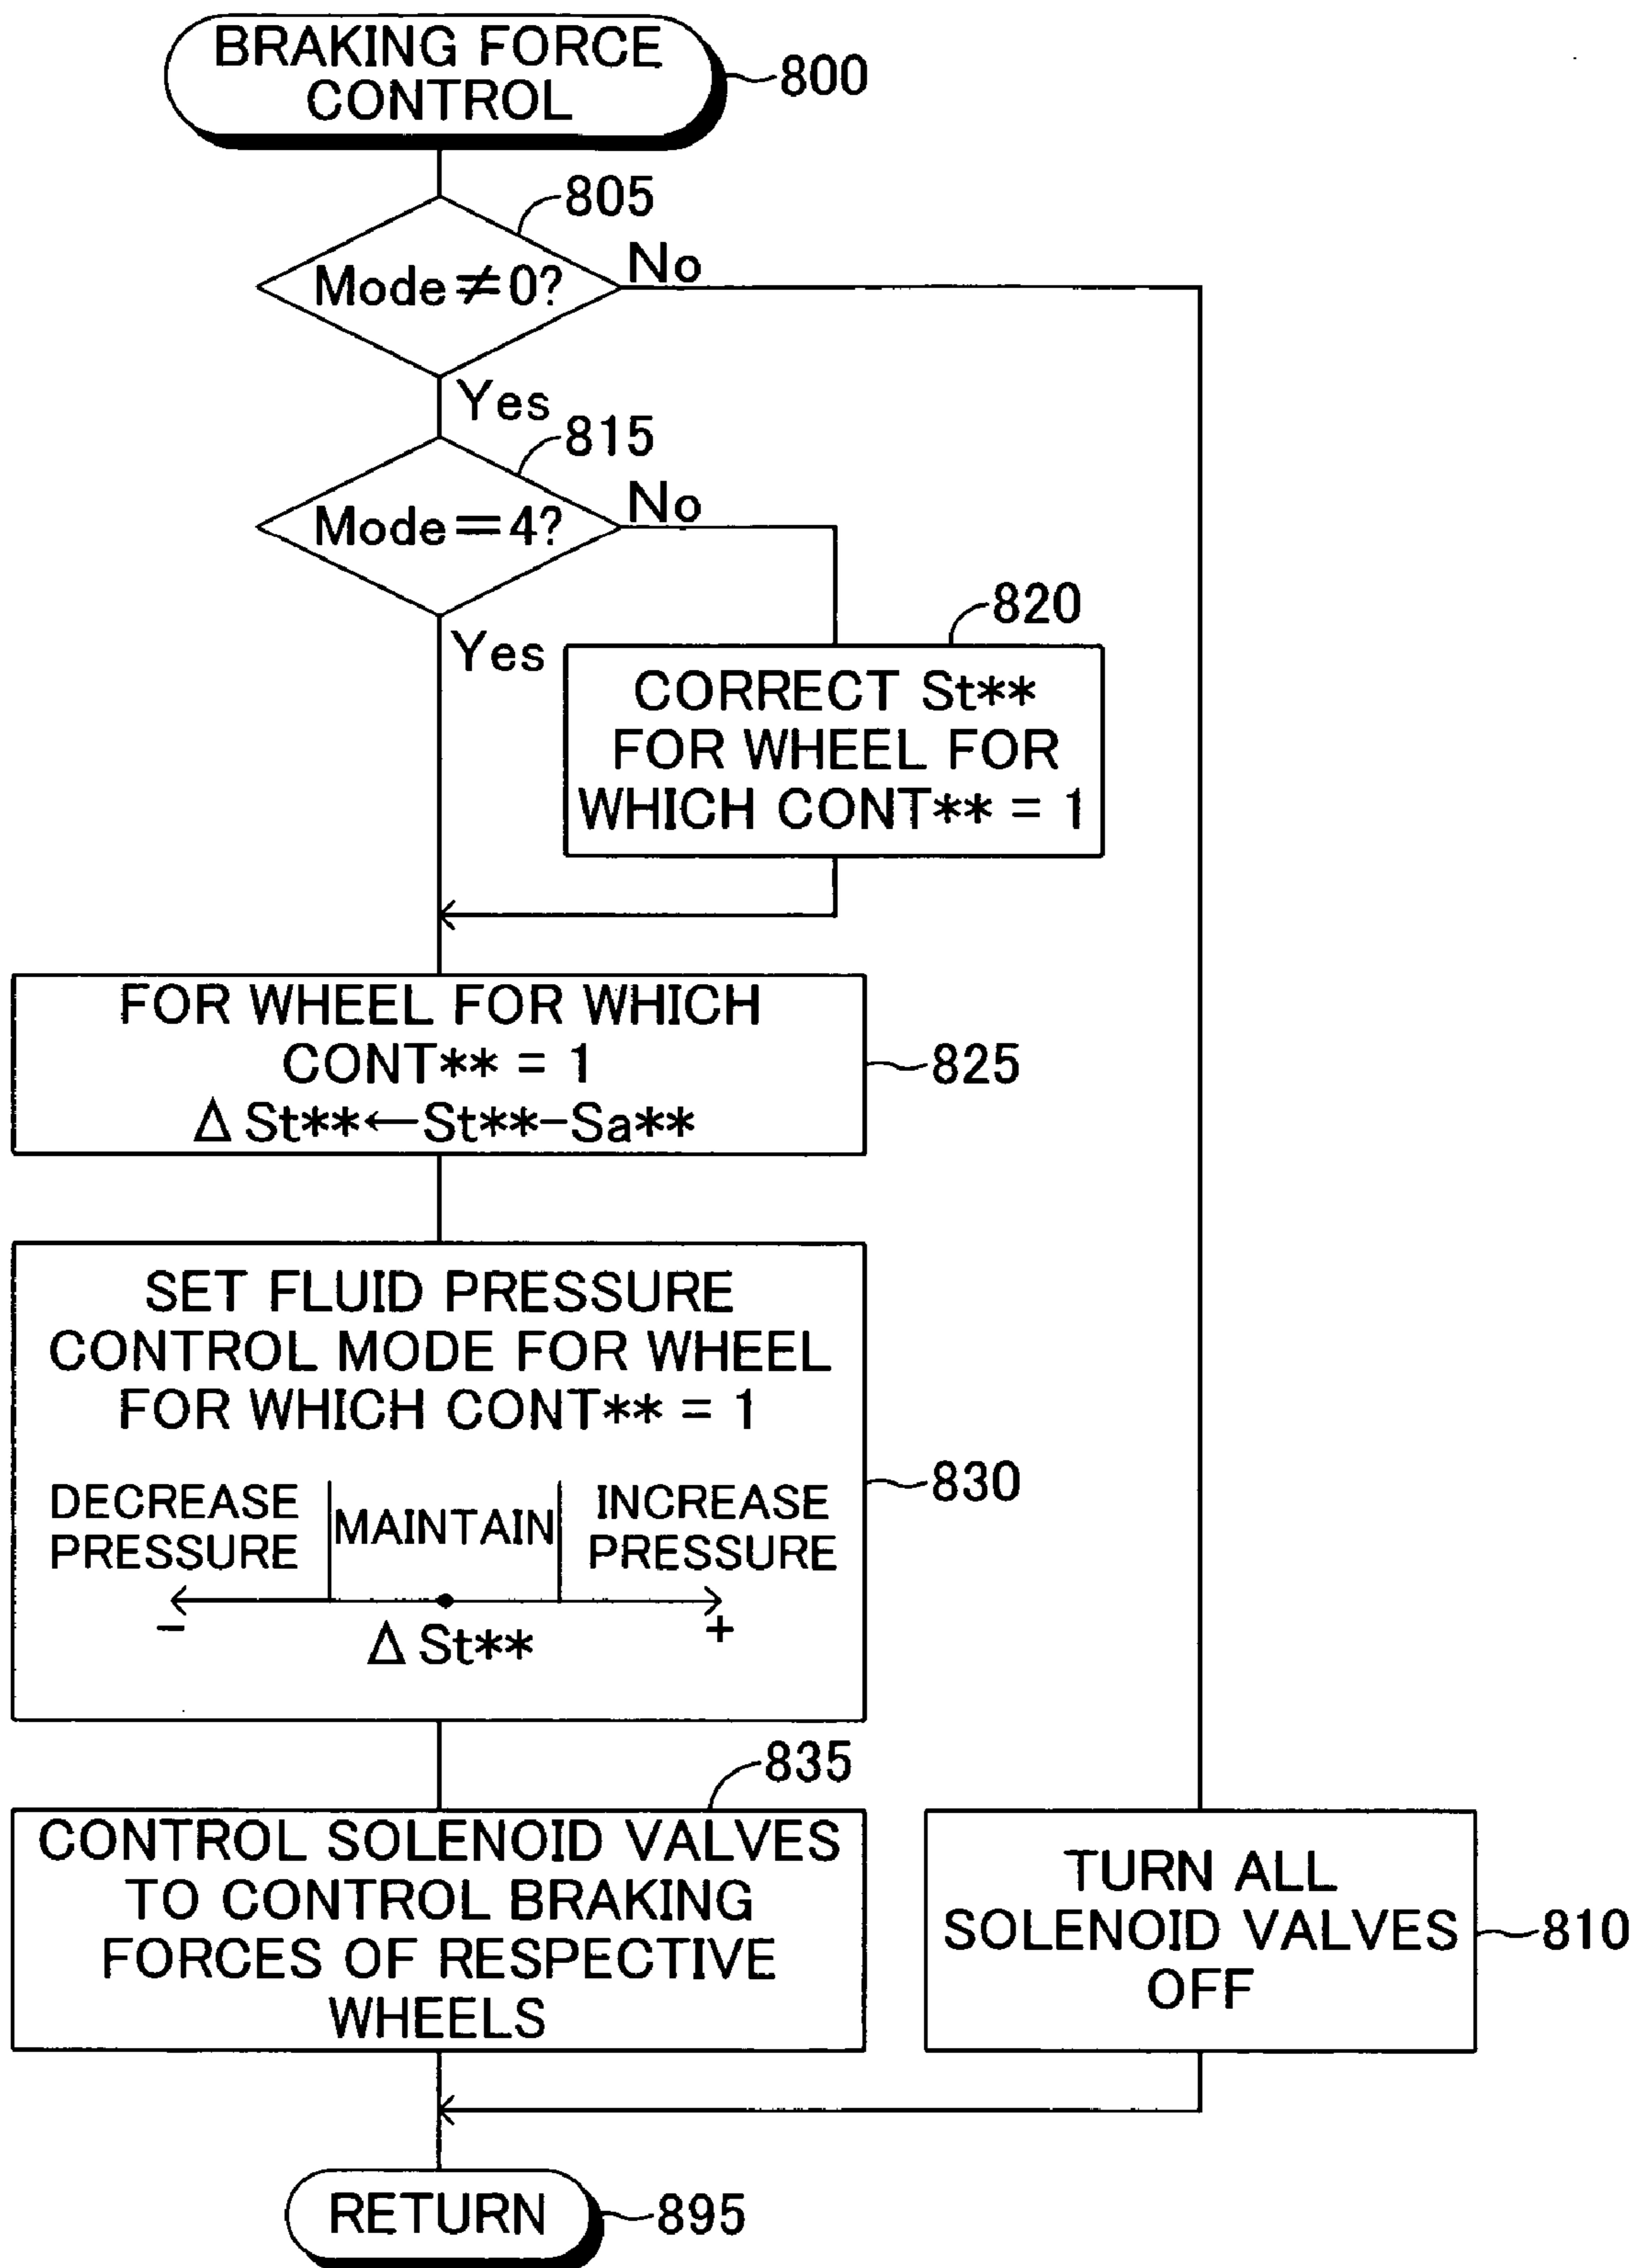 BRAKING FORCE
CONTROL
800
805
Mode≠0?
No
Yes
815
Mode=4?
No
Yes
820
CORRECT St**
FOR WHEEL FOR
WHICH CONT** = 1
FOR WHEEL FOR WHICH
CONT** = 1
Δ St**←St**-Sa**
825
SET FLUID PRESSURE
CONTROL MODE FOR WHEEL
FOR WHICH CONT** = 1
DECREASE
PRESSURE
MAINTAIN
INCREASE
PRESSURE
- +
Δ St**
830
835
CONTROL SOLENOID VALVES
TO CONTROL BRAKING
FORCES OF RESPECTIVE
WHEELS
TURN ALL
SOLENOID VALVES
OFF
810
RETURN
895